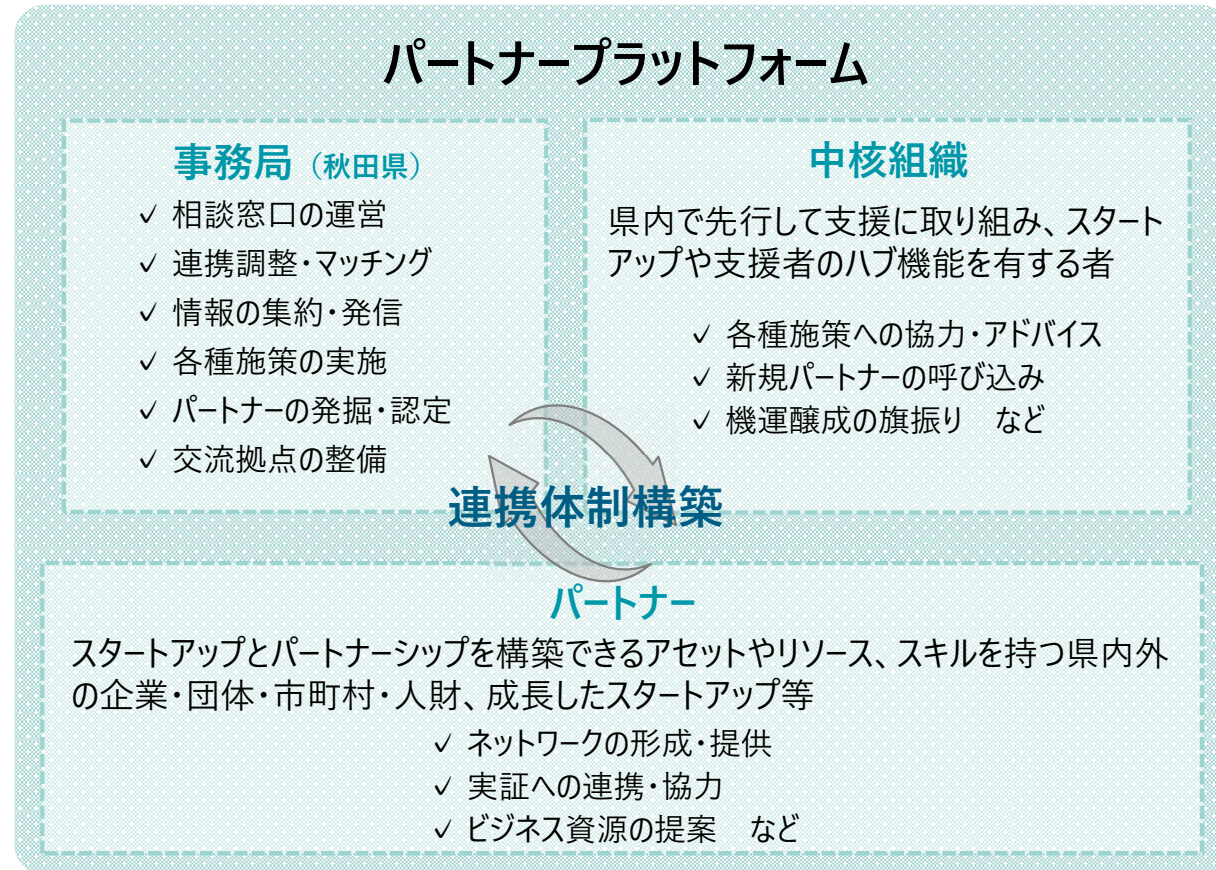 パートナープラットフォーム
事務局（秋田県）
✓ 相談窓口の運営
✓ 連携調整・マッチング
✓ 情報の集約・発信
✓ 各種施策の実施
✓ パートナーの発掘・認定
✓ 交流拠点の整備
中核組織
県内で先行して支援に取り組み、スタート
アップや支援者のハブ機能を有する者
✓ 各種施策への協力・アドバイス
✓ 新規パートナーの呼び込み
✓ 機運醸成の旗振り　など
連携体制構築
パートナー
スタートアップとパートナーシップを構築できるアセットやリソース、スキルを持つ県内外
の企業・団体・市町村・人財、成長したスタートアップ等
✓ ネットワークの形成・提供
✓ 実証への連携・協力
✓ ビジネス資源の提案　など